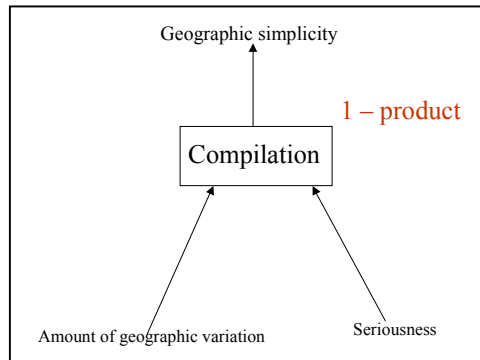 Geographic simplicity
1 – product
Compilation
Amount of geographic variation
Seriousness